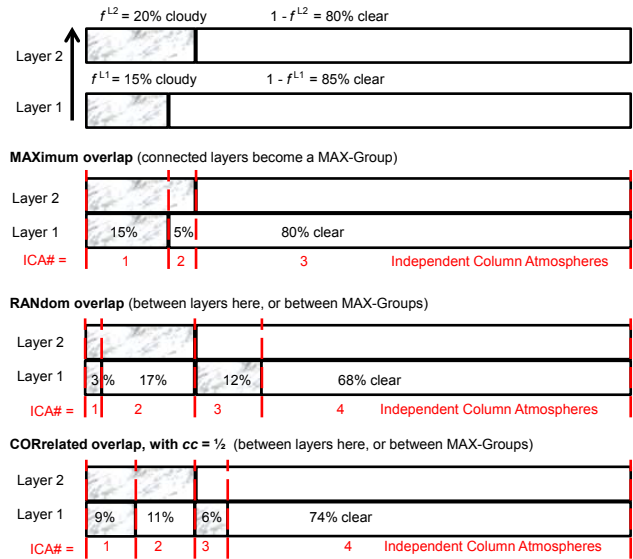 f L2 = 20% cloudy 1 - f L2 = 80% clear
Layer 2
f L1 = 15% cloudy 1 - f L1 = 85% clear
Layer 1
MAXimum overlap (connected layers become a MAX-Group)
Layer 2
Layer 1 15% 5% 80% clear
ICA# = 1 2 3 Independent Column Atmospheres
RANdom overlap (between layers here, or between MAX-Groups)
Layer 2
Layer 1 3 % 17% 12% 68% clear
ICA# = 1 2 3 4 Independent Column Atmospheres
CORrelated overlap, with cc = ½ (between layers here, or between MAX-Groups)
Layer 2
Layer 1 9% 11% 6% 74% clear
ICA# = 1 2 3 4 Independent Column Atmospheres